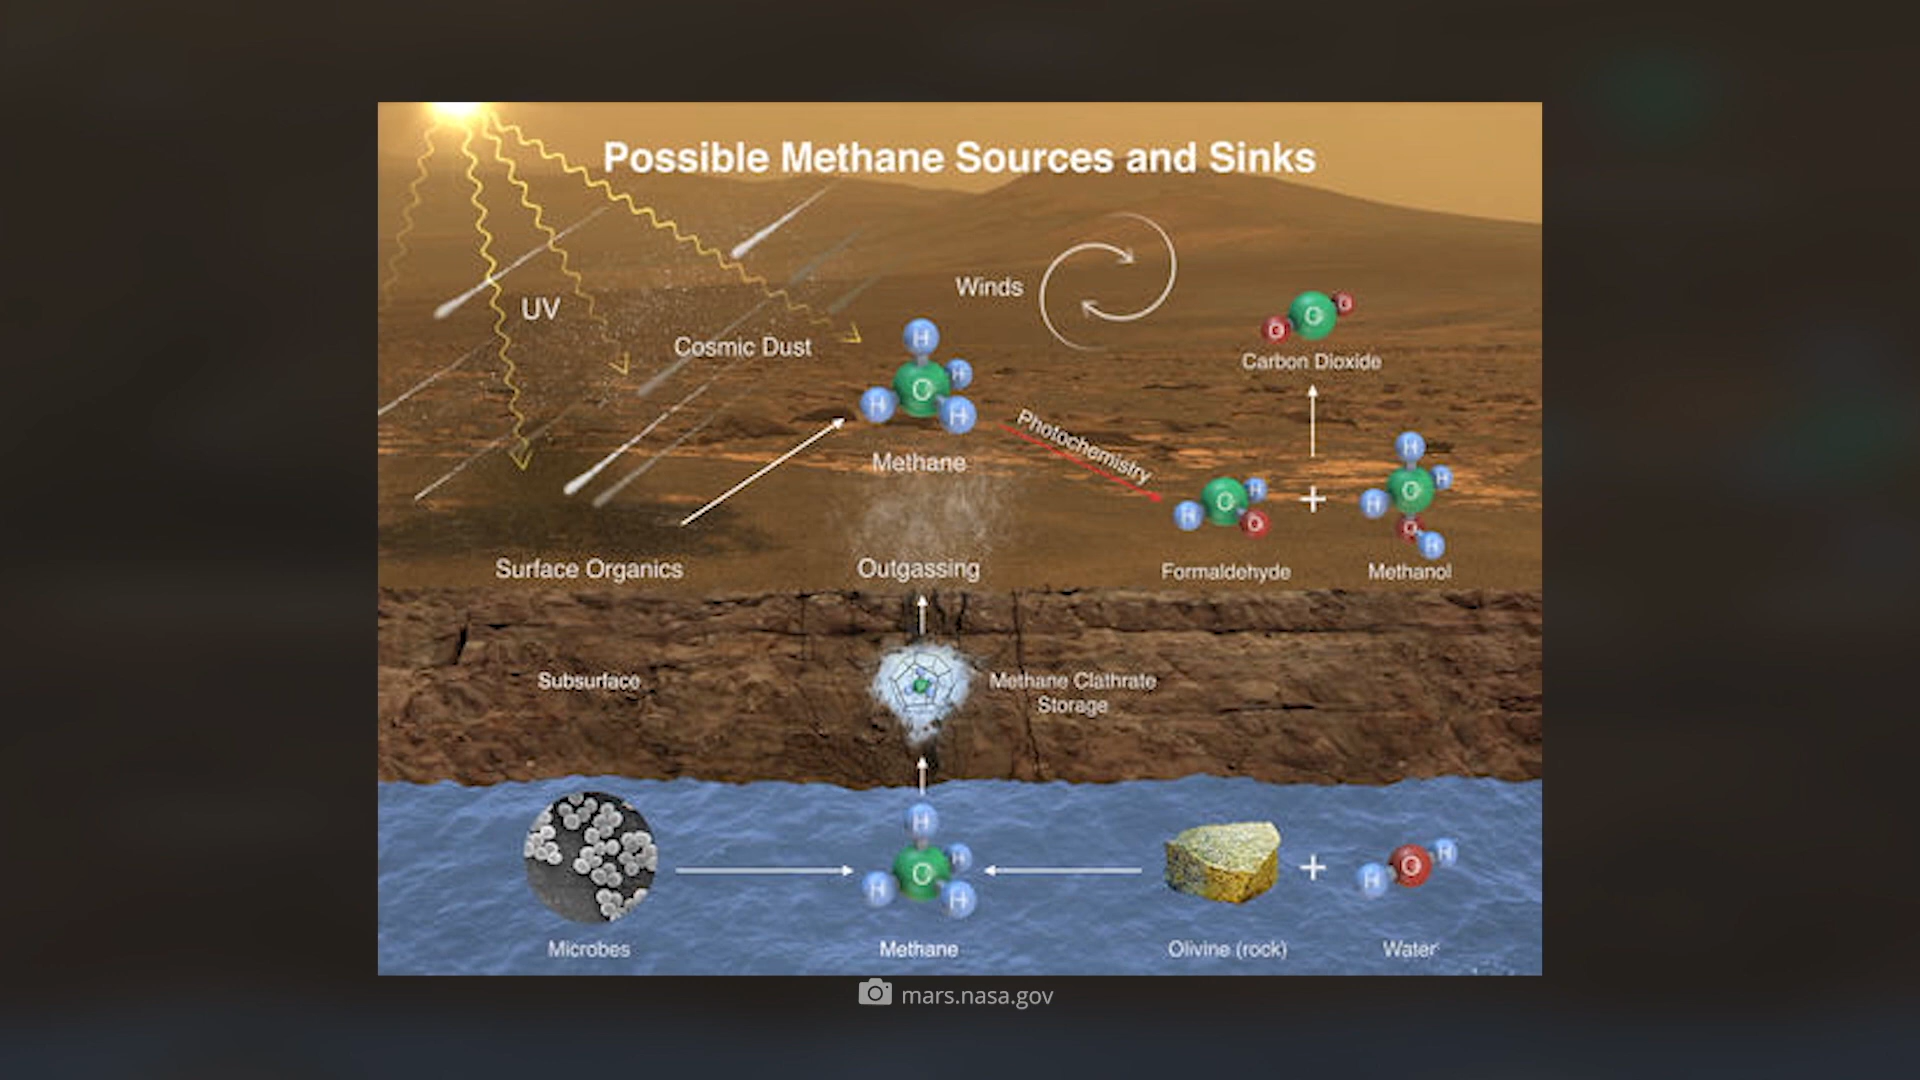 Possible Methane Sources and Sinks
UV
Winds
Cosmic Dust
Carbon Dioxide
Methane
Photochemistry
Surface Organics
Outgassing
Formaldehyde
+
Methanol
Subsurface
Methane Clathrate
Storage
Microbes
Methane
Olivine (rock)
+
Water
H
H
H
H
C
O
C
O
H
C
H
O
H
H
H
C
O
H
H
H
H
H
C
H
O
H
mars.nasa.gov